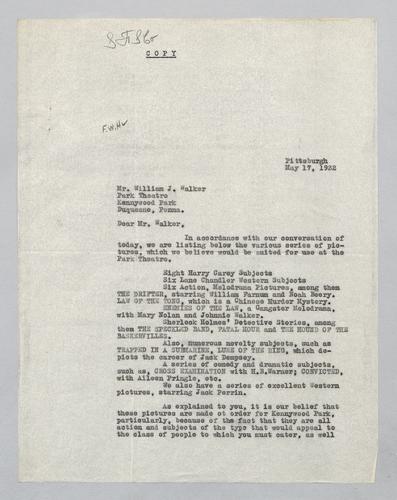 COPY
F.W.H
Pittsburgh
May 17, 1932
Mr. William J. Walker
Park Theatre
Kennywood Park
Duquesne, Penna.
Dear Mr. Walker,
In accordance with our conversation of
today, we are listing below the various series of pic-
tures, which we believe would be suited for use at the
Park Theatre.
Eight Harry Carey Subjects
Six Lane Chandler Western Subjects
Six Action, Melodrama Pictures, among them
THE DRIFTER, starring William Farnum and Noah Beery.
LAW OF THE TONG, which is a Chinese Murder Mystery.
ENEMIES OF THE LAW, a Gangster Melodrama,
with Mary Nolan and Johnnie Walker.
Sherlock Holmes' Detective Stories, among
them THE SPECKLED BAND, FATAL HOUR and THE HOUND OF THE
BASKERVILLES.
Also, numerous novelty subjects, such as
TRAPPED IN A SUBMARINE, LURE OF THE RING, which de-
picts the career of Jack Dempsey.
A series of comedy and dramatic subjects,
such as, CROSS EXAMINATION wth H.B.Warner; CONVICTED,
with Aileen Pringle, etc.
We also have a series of excellent Western
pictures, starring Jack Perrin.
As explained to you, it is our belief that
these pictures are made ot order for Kennywood Park,
particularly, because of the fact that they are all
action and subjects of the type that would appeal to
the class of people to which you must cater, as well